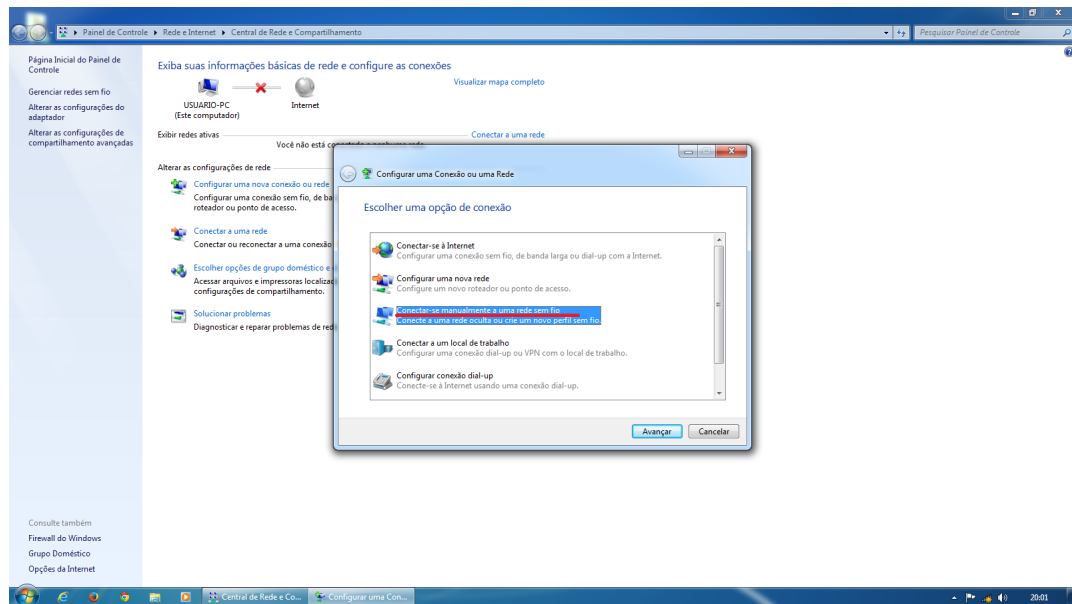 Painel de Controle
Rede e Internet
Central de Rede e Compartilhamento
Pesquisar Painel de Controle
Página Inicial do Painel de
Controle
Gerenciar redes sem fio
Alterar as configurações do
adaptador
Alterar as configurações de
compartilhamento avançadas
Exiba suas informações básicas de rede e configure as conexões
Visualizar mapa completo
USUARIO-PC
(Este computador)
Internet
Exibir redes ativas
Conectar a uma rede
Você não está
Alterar as configurações de rede
Configurar uma nova conexão ou rede
Configurar uma conexão sem fio, de
roteador ou ponto de acesso.
Conectar a uma rede
Conectar ou reconectar a uma conexão
Escolher opções de grupo doméstico e
Acessar arquivos e impressoras
configurações de compartilhamento.
Solucionar problemas
Diagnosticar e reparar problemas de
Configurar uma Conexão ou uma Rede
Escolher uma opção de conexão
Conectar-se à Internet
Configurar uma conexão sem fio, de banda larga ou dial-up com a Internet.
Configurar uma nova rede
Configure um novo roteador ou ponto de acesso.
Conectar-se manualmente a uma rede sem fio
Conecte a uma rede oculta ou crie um novo perfil sem fio.
Conectar a um local de trabalho
Configurar uma conexão dial-up ou VPN com o local de trabalho.
Configurar conexão dial-up
Conecte-se à Internet usando uma conexão dial-up.
Avançar
Cancelar
Consulte também
Firewall do Windows
Grupo Doméstico
Opções da Internet
Central de Rede e Co...
Configurar uma Con...
20:01